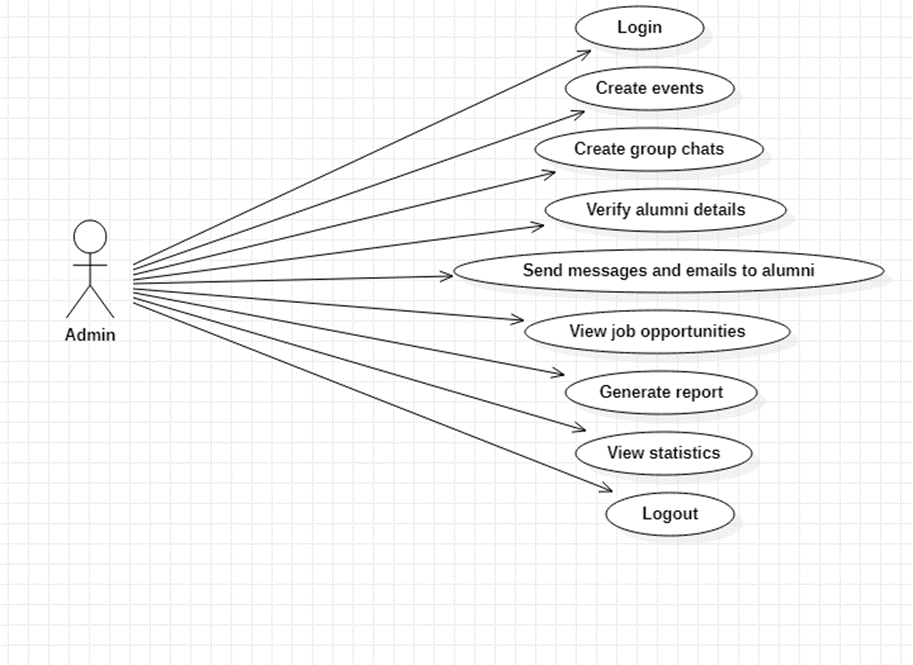 Login
Create events
Create group chats
Verify alumni details
Send messages and emails to alumni
View job opportunities
Admin
Generate report
View statistics
Logout